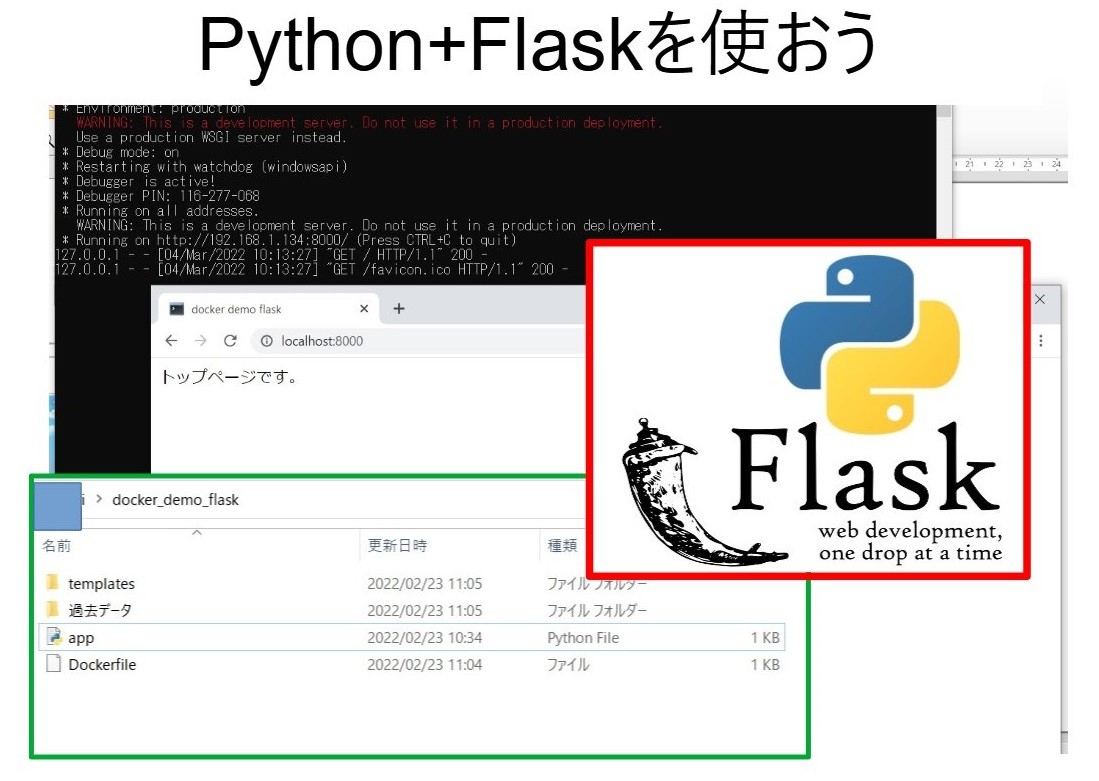 Python+Flaskを使おう
* Environment: production
WARNING: This is a development server. Do not use it in a production deployment.
Use a production WSGI server instead.
* Debug mode: on
* Restarting with watchdog (windowsapi)
* Debugger is active!
* Debugger PIN: 116-277-068
* Running on all addresses.
WARNING: This is a development server. Do not use it in a production deployment.
* Running on http://192.168.1.134:8000/ (Press CTRL+C to quit)
127.0.0.1 - - [04/Mar/2022 10:13:27] "GET / HTTP/1.1" 200 -
127.0.0.1 - - [04/Mar/2022 10:13:27] "GET /favicon.ico HTTP/1.1" 200 -
21 22 23 24
docker demo flask
localhost:8000
トップページです。
Flask
web development,
one drop at a time
docker_demo_flask
名前 更新日時 種類
templates 2022/02/23 11:05 ファイル フォルダー
過去データ 2022/02/23 11:05 ファイル フォルダー
app 2022/02/23 10:34 Python File 1 KB
Dockerfile 2022/02/23 11:04 ファイル 1 KB